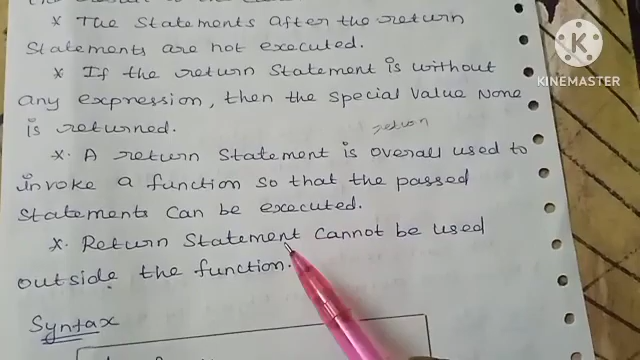 * The Statements after the return
Statements are not executed.
* If the return Statement is without
any expression, then the special value None
is returned.
return
* A return Statement is overall used to
invoke a function so that the passed
Statements can be executed.
* Return Statement cannot be used
outside the function.
Syntax
K
KINEMASTER